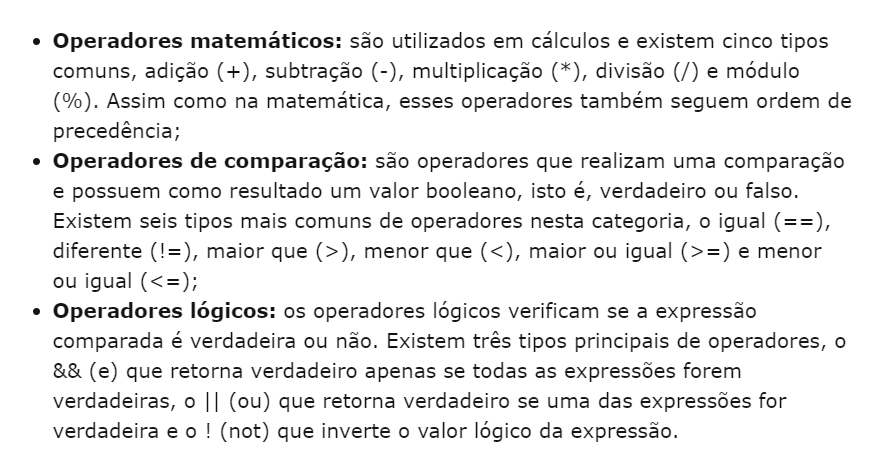 • Operadores matemáticos: são utilizados em cálculos e existem cinco tipos
comuns, adição (+), subtração (-), multiplicação (*), divisão (/) e módulo
(%). Assim como na matemática, esses operadores também seguem ordem de
precedência;
• Operadores de comparação: são operadores que realizam uma comparação
e possuem como resultado um valor booleano, isto é, verdadeiro ou falso.
Existem seis tipos mais comuns de operadores nesta categoria, o igual (==),
diferente (!=), maior que (>), menor que (<), maior ou igual (>=) e menor
ou igual (<=);
• Operadores lógicos: os operadores lógicos verificam se a expressão
comparada é verdadeira ou não. Existem três tipos principais de operadores, o
&& (e) que retorna verdadeiro apenas se todas as expressões forem
verdadeiras, o || (ou) que retorna verdadeiro se uma das expressões for
verdadeira e o ! (not) que inverte o valor lógico da expressão.